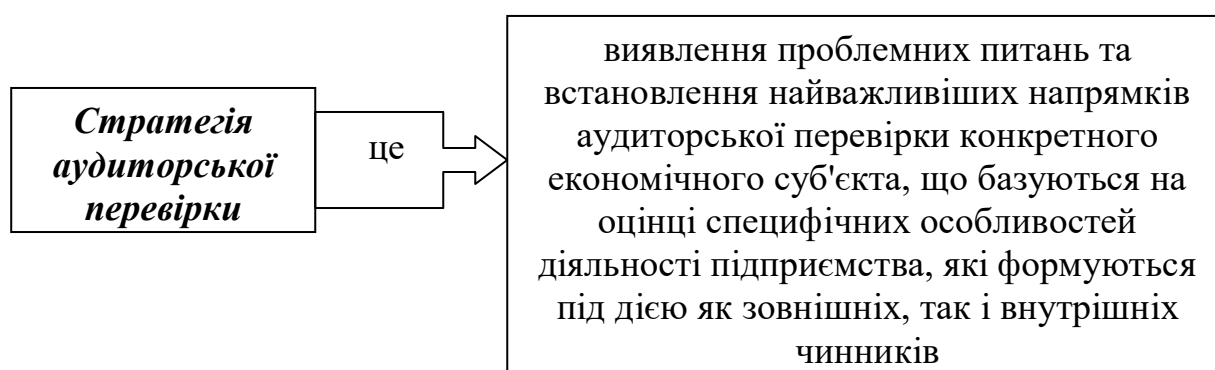 Стратегія
аудиторської
перевірки
це
виявлення проблемних питань та
встановлення найважливіших напрямків
аудиторської перевірки конкретного
економічного суб'єкта, що базуються на
оцінці специфічних особливостей
діяльності підприємства, які формуються
під дією як зовнішніх, так і внутрішніх
чинників